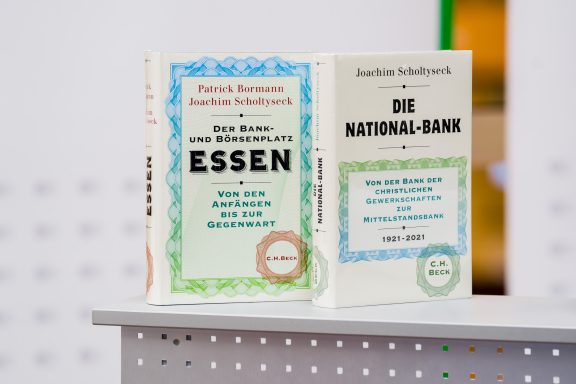 Patrick Bormann
Joachim Scholtyseck
Der Bank-
und Börsenplatz
ESSEN
Von den
Anfängen
bis zur
Gegenwart
C.H.Beck
ESSEN
Joachim Scholtyseck
DIE
NATIONAL-BANK
Von der Bank der
christlichen
Gewerkschaften
zur
Mittelstandsbank
1921-2021
C.H.
Beck
Joachim Scholtyseck
DIE
NATIONAL-BANK